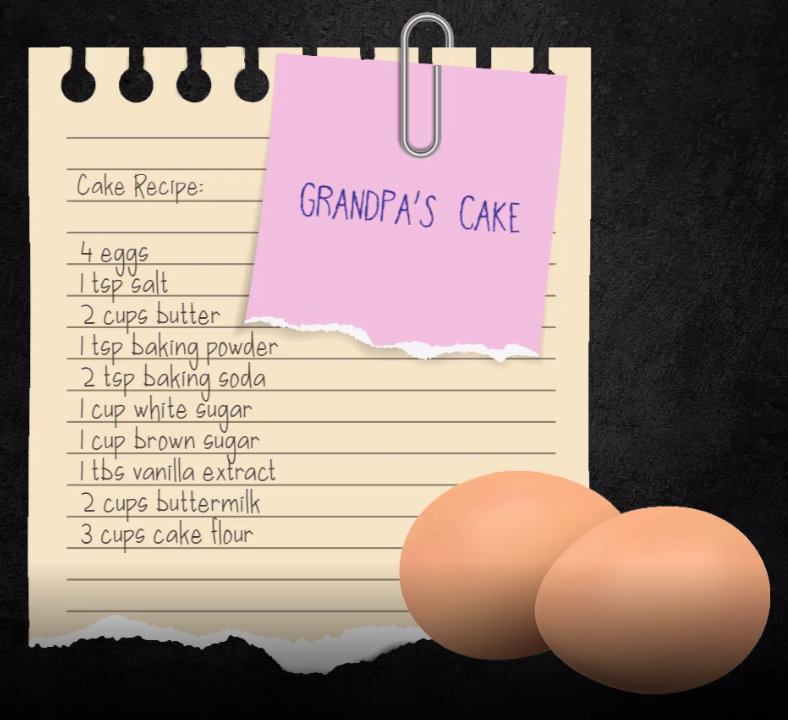 GRANDPA'S CAKE
Cake Recipe:
4 eggs
1 tsp salt
2 cups butter
1 tsp baking powder
2 tsp baking soda
1 cup white sugar
1 cup brown sugar
1 tbs vanilla extract
2 cups buttermilk
3 cups cake flour